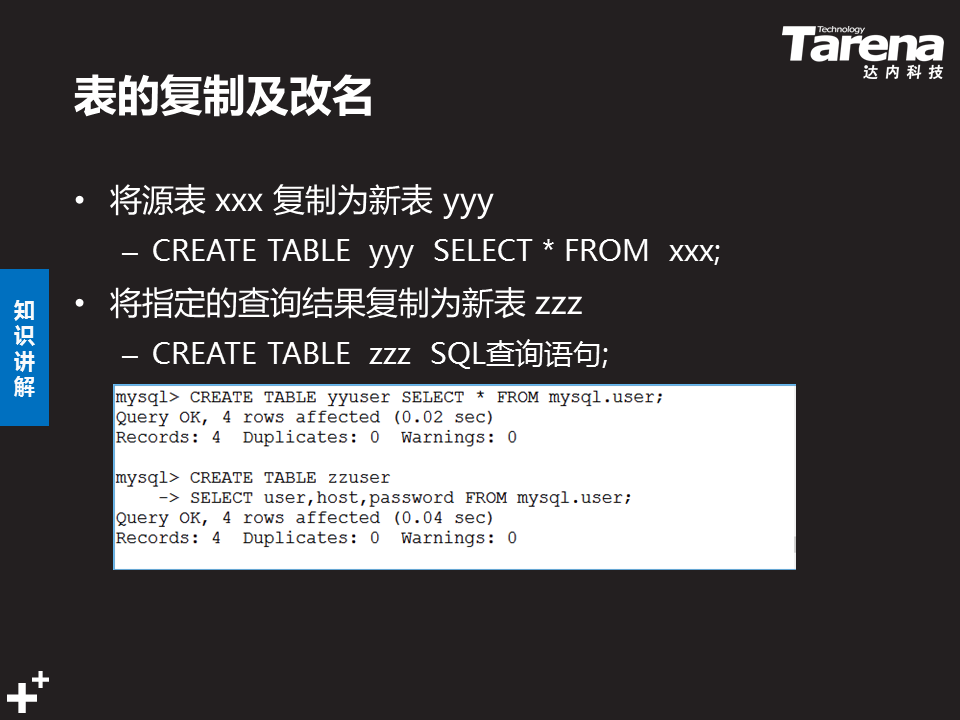 Technology
Tarena
达内科技
表的复制及改名
• 将源表 xxx 复制为新表 yyy
– CREATE TABLE  yyy  SELECT * FROM  xxx;
• 将指定的查询结果复制为新表 zzz
– CREATE TABLE  zzz  SQL查询语句;
知识讲解
mysql> CREATE TABLE yyuser SELECT * FROM mysql.user;
Query OK, 4 rows affected (0.02 sec)
Records: 4  Duplicates: 0  Warnings: 0
mysql> CREATE TABLE zzuser
    -> SELECT user,host,password FROM mysql.user;
Query OK, 4 rows affected (0.04 sec)
Records: 4  Duplicates: 0  Warnings: 0